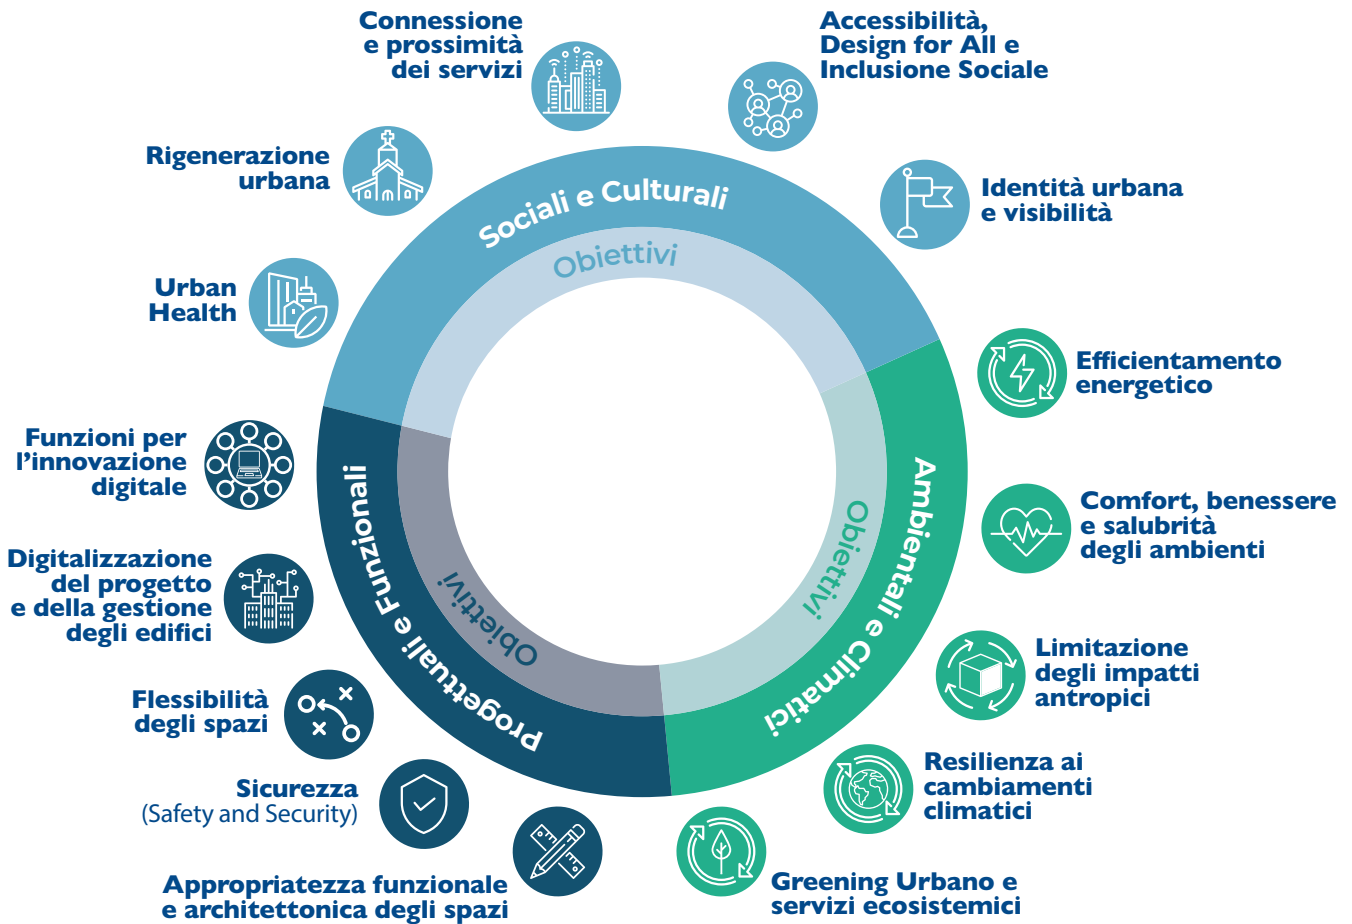 Connessione
e prossimità
dei servizi
Accessibilità,
Design for All e
Inclusione Sociale
Rigenerazione
urbana
Identità urbana
e visibilità
Urban
Health
Sociali e Culturali
Obiettivi
Efficientamento
energetico
Comfort, benessere
e salubrità
degli ambienti
Limitazione
degli impatti
antropici
Resilienza ai
cambiamenti
climatici
Greening Urbano e
servizi ecosistemici
Ambientali e Climatici
Obiettivi
Funzioni per
l’innovazione
digitale
Digitalizzazione
del progetto
e della gestione
degli edifici
Flessibilità
degli spazi
Sicurezza
(Safety and Security)
Appropriatezza funzionale
e architettonica degli spazi
Progettuali e Funzionali
Obiettivi